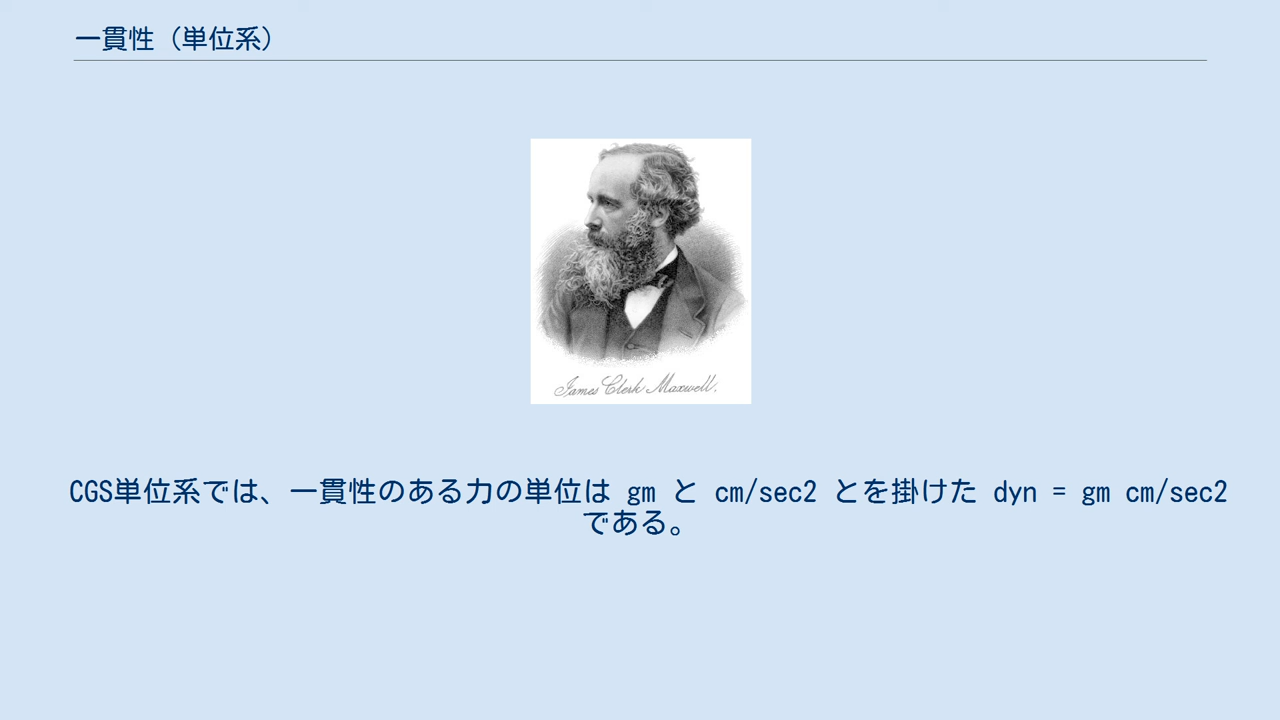 一貫性（単位系）
James Clerk Maxwell.
CGS単位系では、一貫性のある力の単位は gm と cm/sec2 とを掛けた dyn = gm cm/sec2
である。